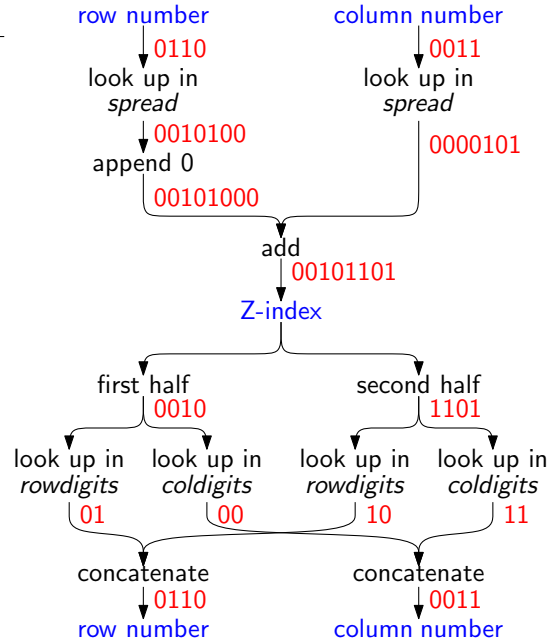 row number column number
0110 0011
look up in look up in
spread spread
0010100 0000101
append 0
00101000
add
00101101
Z-index
first half second half
0010 1101
look up in look up in look up in look up in
rowdigits coldigits rowdigits coldigits
01 00 10 11
concatenate concatenate
0110 0011
row number column number